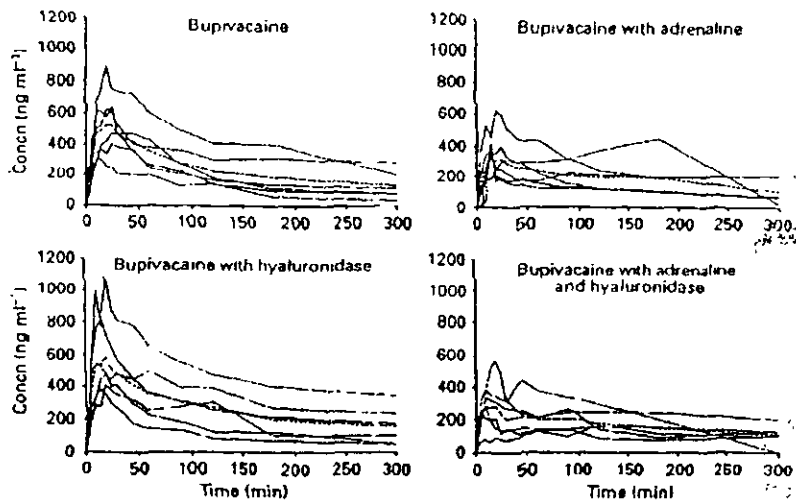 Bupivacaine
Concn (ng ml⁻¹)
1200
1000
800
600
400
200
0
0 50 100 150 200 250 300
Bupivacaine with adrenaline
1200
1000
800
600
400
200
0
0 50 100 150 200 250 300
Bupivacaine with hyaluronidase
Concn (ng ml⁻¹)
1200
1000
800
600
400
200
0
0 50 100 150 200 250 300
Time (min)
Bupivacaine with adrenaline
and hyaluronidase
1200
1000
800
600
400
200
0
0 50 100 150 200 250 300
Time (min)